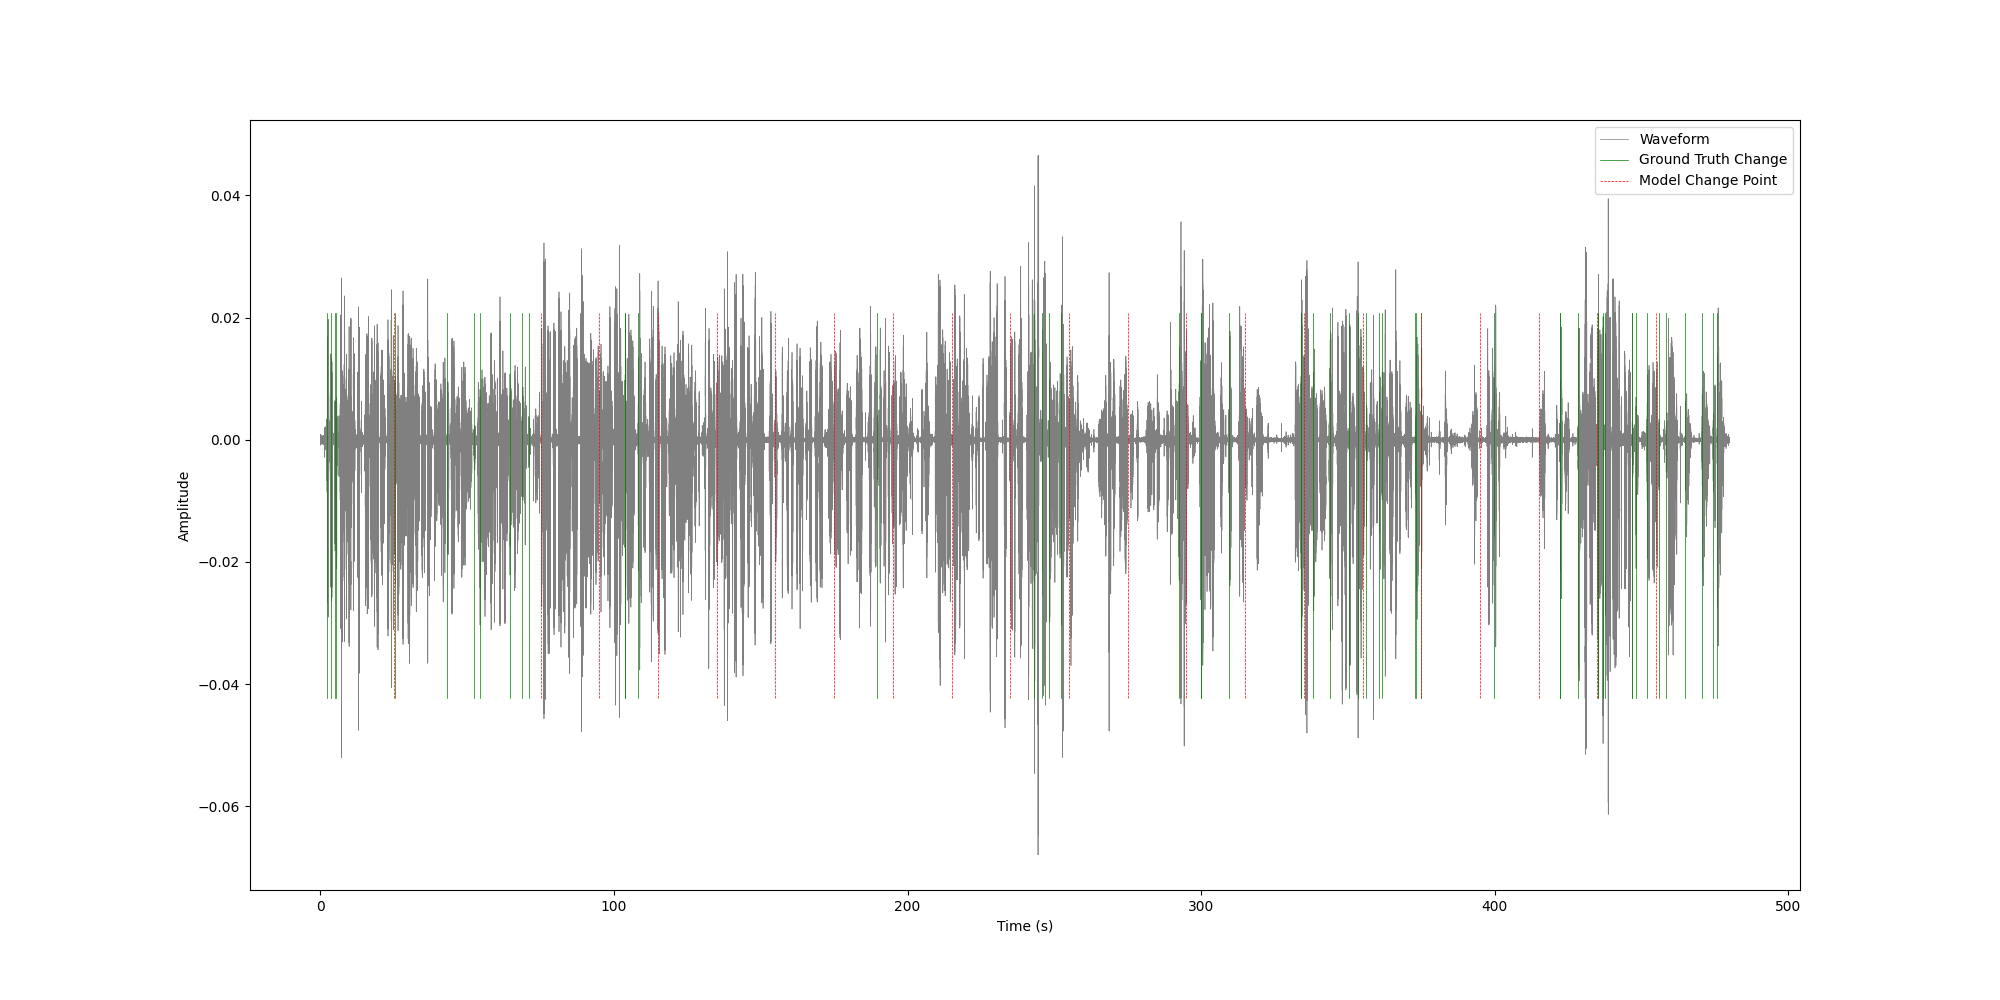 Waveform
Ground Truth Change
Model Change Point
0.04
0.02
0.00
−0.02
−0.04
−0.06
Amplitude
0 100 200 300 400 500
Time (s)